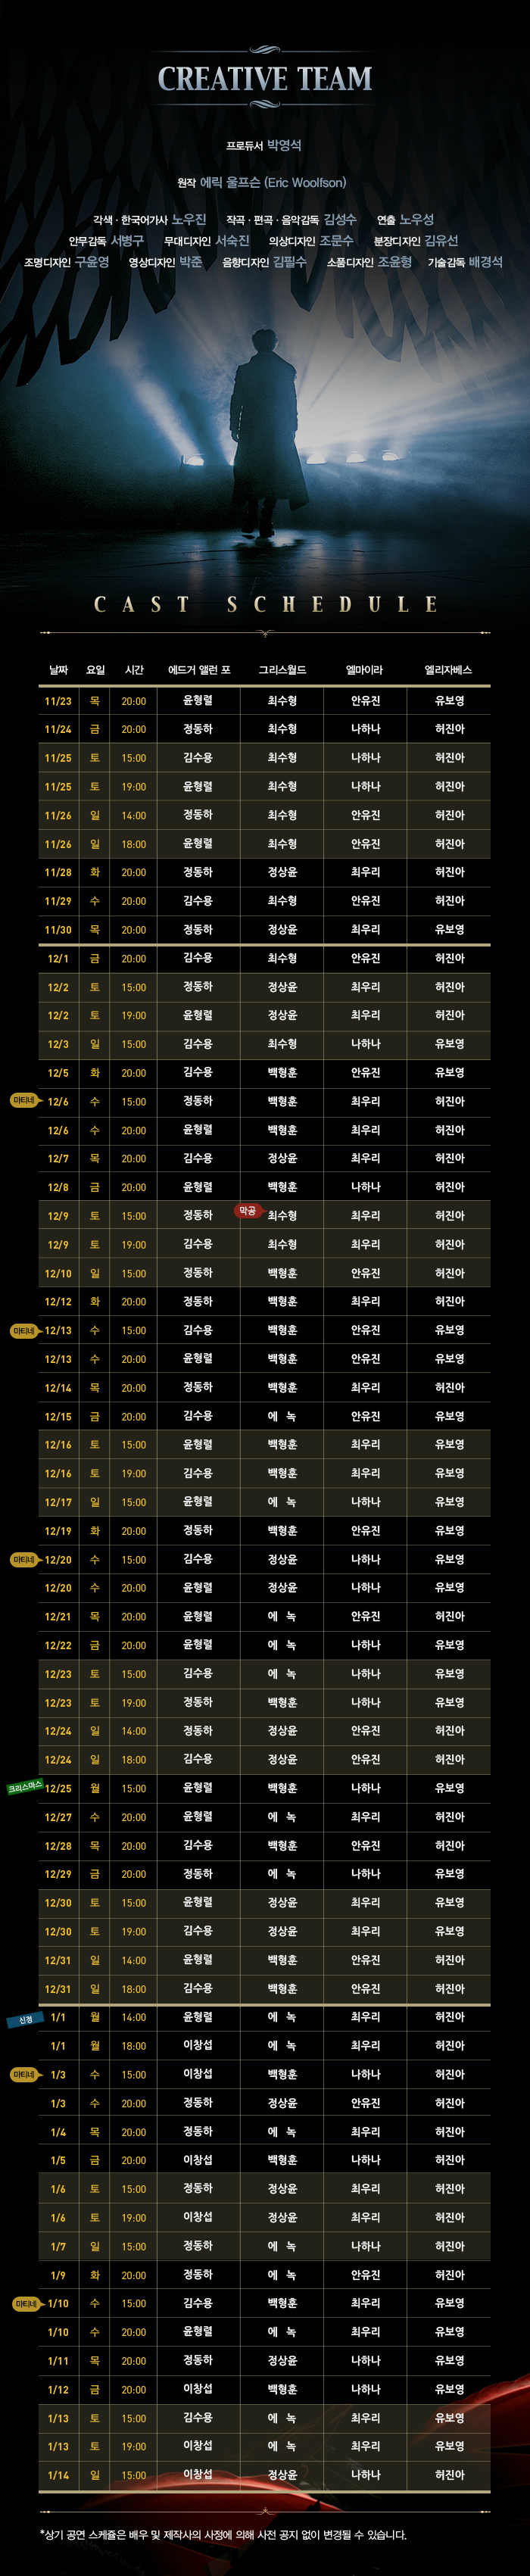 CREATIVE TEAM
프로듀서 박영석
원작 에릭 울프슨 (Eric Woolfson)
각색 · 한국어가사 노우진 작곡 · 편곡 · 음악감독 김성수 연출 노우성
안무감독 서병구 무대디자인 서숙진 의상디자인 조문수 분장디자인 김유선
조명디자인 구윤영 영상디자인 박준 음향디자인 김필수 소품디자인 조윤형 기술감독 배경석
CAST SCHEDULE
날짜 요일 시간 에드거 앨런 포 그리스월드 엘마이라 엘리자베스
11/23 목 20:00 윤형렬 최수형 안유진 유보영
11/24 금 20:00 정동하 최수형 나하나 허진아
11/25 토 15:00 김수용 최수형 나하나 허진아
11/25 토 19:00 윤형렬 최수형 나하나 허진아
11/26 일 14:00 정동하 최수형 안유진 허진아
11/26 일 18:00 윤형렬 최수형 안유진 허진아
11/28 화 20:00 정동하 정상윤 최우리 허진아
11/29 수 20:00 김수용 최수형 안유진 허진아
11/30 목 20:00 정동하 정상윤 최우리 유보영
12/1 금 20:00 김수용 최수형 안유진 허진아
12/2 토 15:00 정동하 정상윤 최우리 허진아
12/2 토 19:00 윤형렬 정상윤 최우리 허진아
12/3 일 15:00 김수용 최수형 나하나 유보영
12/5 화 20:00 김수용 백형훈 안유진 유보영
마티네 12/6 수 15:00 정동하 백형훈 최우리 허진아
12/6 수 20:00 윤형렬 백형훈 최우리 허진아
12/7 목 20:00 김수용 정상윤 최우리 허진아
12/8 금 20:00 윤형렬 백형훈 나하나 허진아
12/9 토 15:00 정동하 막공 최수형 최우리 허진아
12/9 토 19:00 김수용 최수형 최우리 허진아
12/10 일 15:00 정동하 백형훈 안유진 허진아
12/12 화 20:00 정동하 백형훈 최우리 허진아
마티네 12/13 수 15:00 김수용 백형훈 안유진 유보영
12/13 수 20:00 윤형렬 백형훈 안유진 유보영
12/14 목 20:00 정동하 백형훈 최우리 허진아
12/15 금 20:00 김수용 에 녹 안유진 유보영
12/16 토 15:00 윤형렬 백형훈 최우리 유보영
12/16 토 19:00 김수용 백형훈 최우리 유보영
12/17 일 15:00 윤형렬 에 녹 나하나 유보영
12/19 화 20:00 정동하 백형훈 안유진 유보영
마티네 12/20 수 15:00 김수용 정상윤 나하나 유보영
12/20 수 20:00 윤형렬 정상윤 나하나 유보영
12/21 목 20:00 윤형렬 에 녹 안유진 허진아
12/22 금 20:00 윤형렬 에 녹 나하나 유보영
12/23 토 15:00 김수용 에 녹 나하나 유보영
12/23 토 19:00 정동하 백형훈 나하나 유보영
12/24 일 14:00 정동하 정상윤 안유진 허진아
12/24 일 18:00 김수용 정상윤 안유진 허진아
크리스마스 12/25 월 15:00 윤형렬 백형훈 나하나 유보영
12/27 수 20:00 윤형렬 에 녹 최우리 허진아
12/28 목 20:00 김수용 백형훈 안유진 허진아
12/29 금 20:00 정동하 에 녹 나하나 유보영
12/30 토 15:00 윤형렬 정상윤 최우리 유보영
12/30 토 19:00 김수용 정상윤 최우리 유보영
12/31 일 14:00 윤형렬 백형훈 안유진 허진아
12/31 일 18:00 김수용 백형훈 안유진 허진아
신정 1/1 월 14:00 윤형렬 에 녹 최우리 허진아
1/1 월 18:00 이창섭 에 녹 최우리 허진아
마티네 1/3 수 15:00 이창섭 백형훈 나하나 허진아
1/3 수 20:00 정동하 정상윤 안유진 허진아
1/4 목 20:00 정동하 에 녹 최우리 허진아
1/5 금 20:00 이창섭 백형훈 나하나 허진아
1/6 토 15:00 정동하 정상윤 최우리 허진아
1/6 토 19:00 이창섭 정상윤 최우리 허진아
1/7 일 15:00 정동하 에 녹 나하나 허진아
1/9 화 20:00 정동하 에 녹 안유진 허진아
마티네 1/10 수 15:00 김수용 백형훈 최우리 유보영
1/10 수 20:00 윤형렬 에 녹 최우리 유보영
1/11 목 20:00 정동하 정상윤 나하나 유보영
1/12 금 20:00 이창섭 백형훈 나하나 유보영
1/13 토 15:00 김수용 에 녹 최우리 유보영
1/13 토 19:00 이창섭 에 녹 최우리 유보영
1/14 일 15:00 이창섭 정상윤 나하나 허진아
*상기 공연 스케쥴은 배우 및 제작사의 사정에 의해 사전 공지 없이 변경될 수 있습니다.